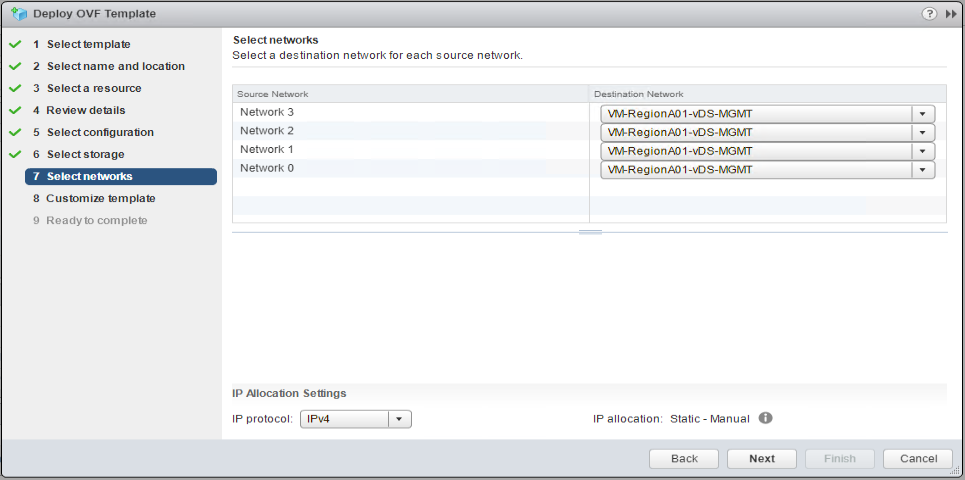 Deploy OVF Template
?
1 Select template
2 Select name and location
3 Select a resource
4 Review details
5 Select configuration
6 Select storage
7 Select networks
8 Customize template
9 Ready to complete
Select networks
Select a destination network for each source network.
Source Network Destination Network
Network 3 VM-RegionA01-vDS-MGMT
Network 2 VM-RegionA01-vDS-MGMT
Network 1 VM-RegionA01-vDS-MGMT
Network 0 VM-RegionA01-vDS-MGMT
IP Allocation Settings
IP protocol: IPv4 IP allocation: Static - Manual
Back Next Finish Cancel